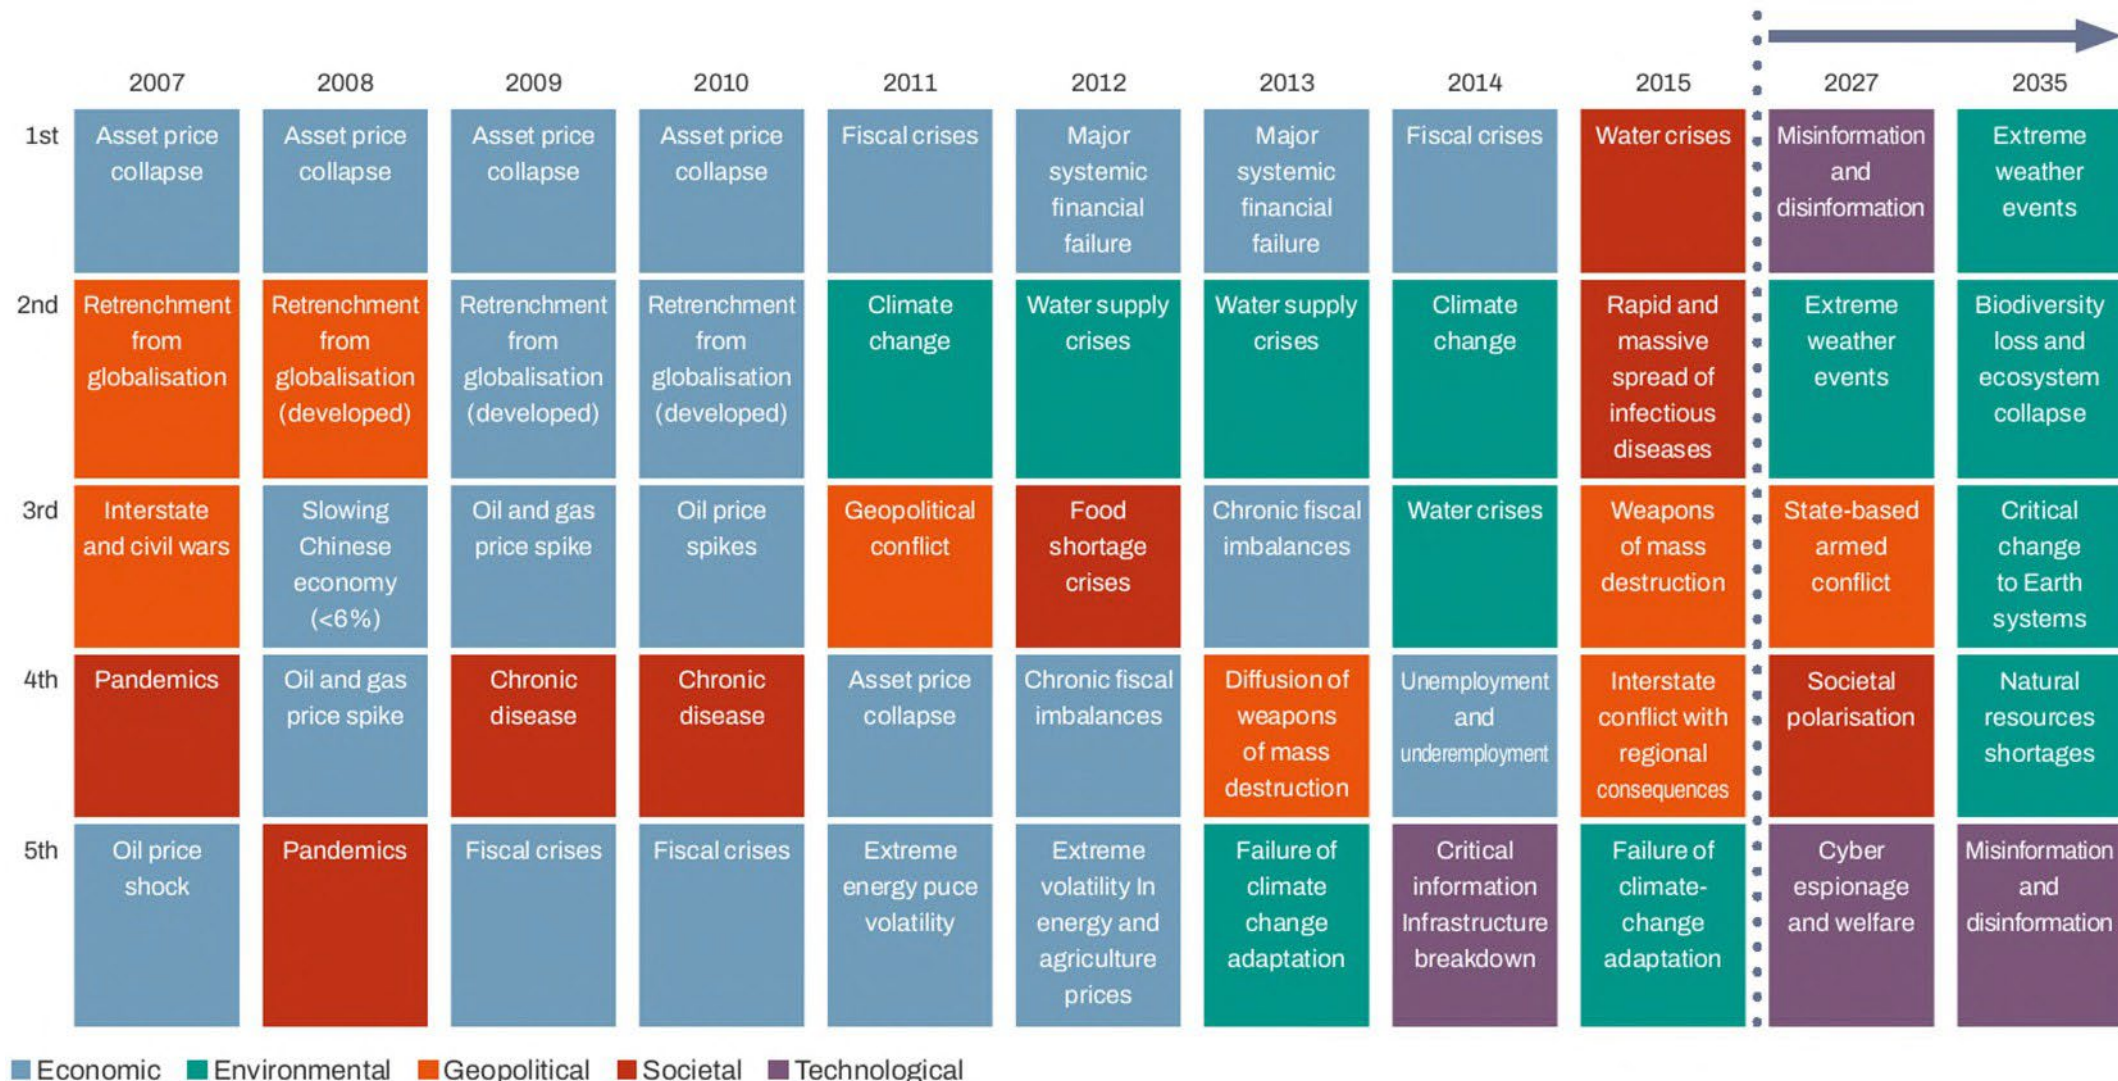 2007 2008 2009 2010 2011 2012 2013 2014 2015 2027 2035
1st
Asset price
collapse
Asset price
collapse
Asset price
collapse
Asset price
collapse
Fiscal crises
Major
systemic
financial
failure
Major
systemic
financial
failure
Fiscal crises
Water crises
Misinformation
and
disinformation
Extreme
weather
events
2nd
Retrenchment
from
globalisation
Retrenchment
from
globalisation
(developed)
Retrenchment
from
globalisation
(developed)
Retrenchment
from
globalisation
(developed)
Climate
change
Water supply
crises
Water supply
crises
Climate
change
Rapid and
massive
spread of
infectious
diseases
Extreme
weather
events
Biodiversity
loss and
ecosystem
collapse
3rd
Interstate
and civil wars
Slowing
Chinese
economy
(<6%)
Oil and gas
price spike
Oil price
spikes
Geopolitical
conflict
Food
shortage
crises
Chronic fiscal
imbalances
Water crises
Weapons
of mass
destruction
State-based
armed
conflict
Critical
change
to Earth
systems
4th
Pandemics
Oil and gas
price spike
Chronic
disease
Chronic
disease
Asset price
collapse
Chronic fiscal
imbalances
Diffusion of
weapons
of mass
destruction
Unemployment
and
underemployment
Interstate
conflict with
regional
consequences
Societal
polarisation
Natural
resources
shortages
5th
Oil price
shock
Pandemics
Fiscal crises
Fiscal crises
Extreme
energy puce
volatility
Extreme
volatility In
energy and
agriculture
prices
Failure of
climate
change
adaptation
Critical
information
Infrastructure
breakdown
Failure of
climate-
change
adaptation
Cyber
espionage
and welfare
Misinformation
and
disinformation
Economic Environmental Geopolitical Societal Technological